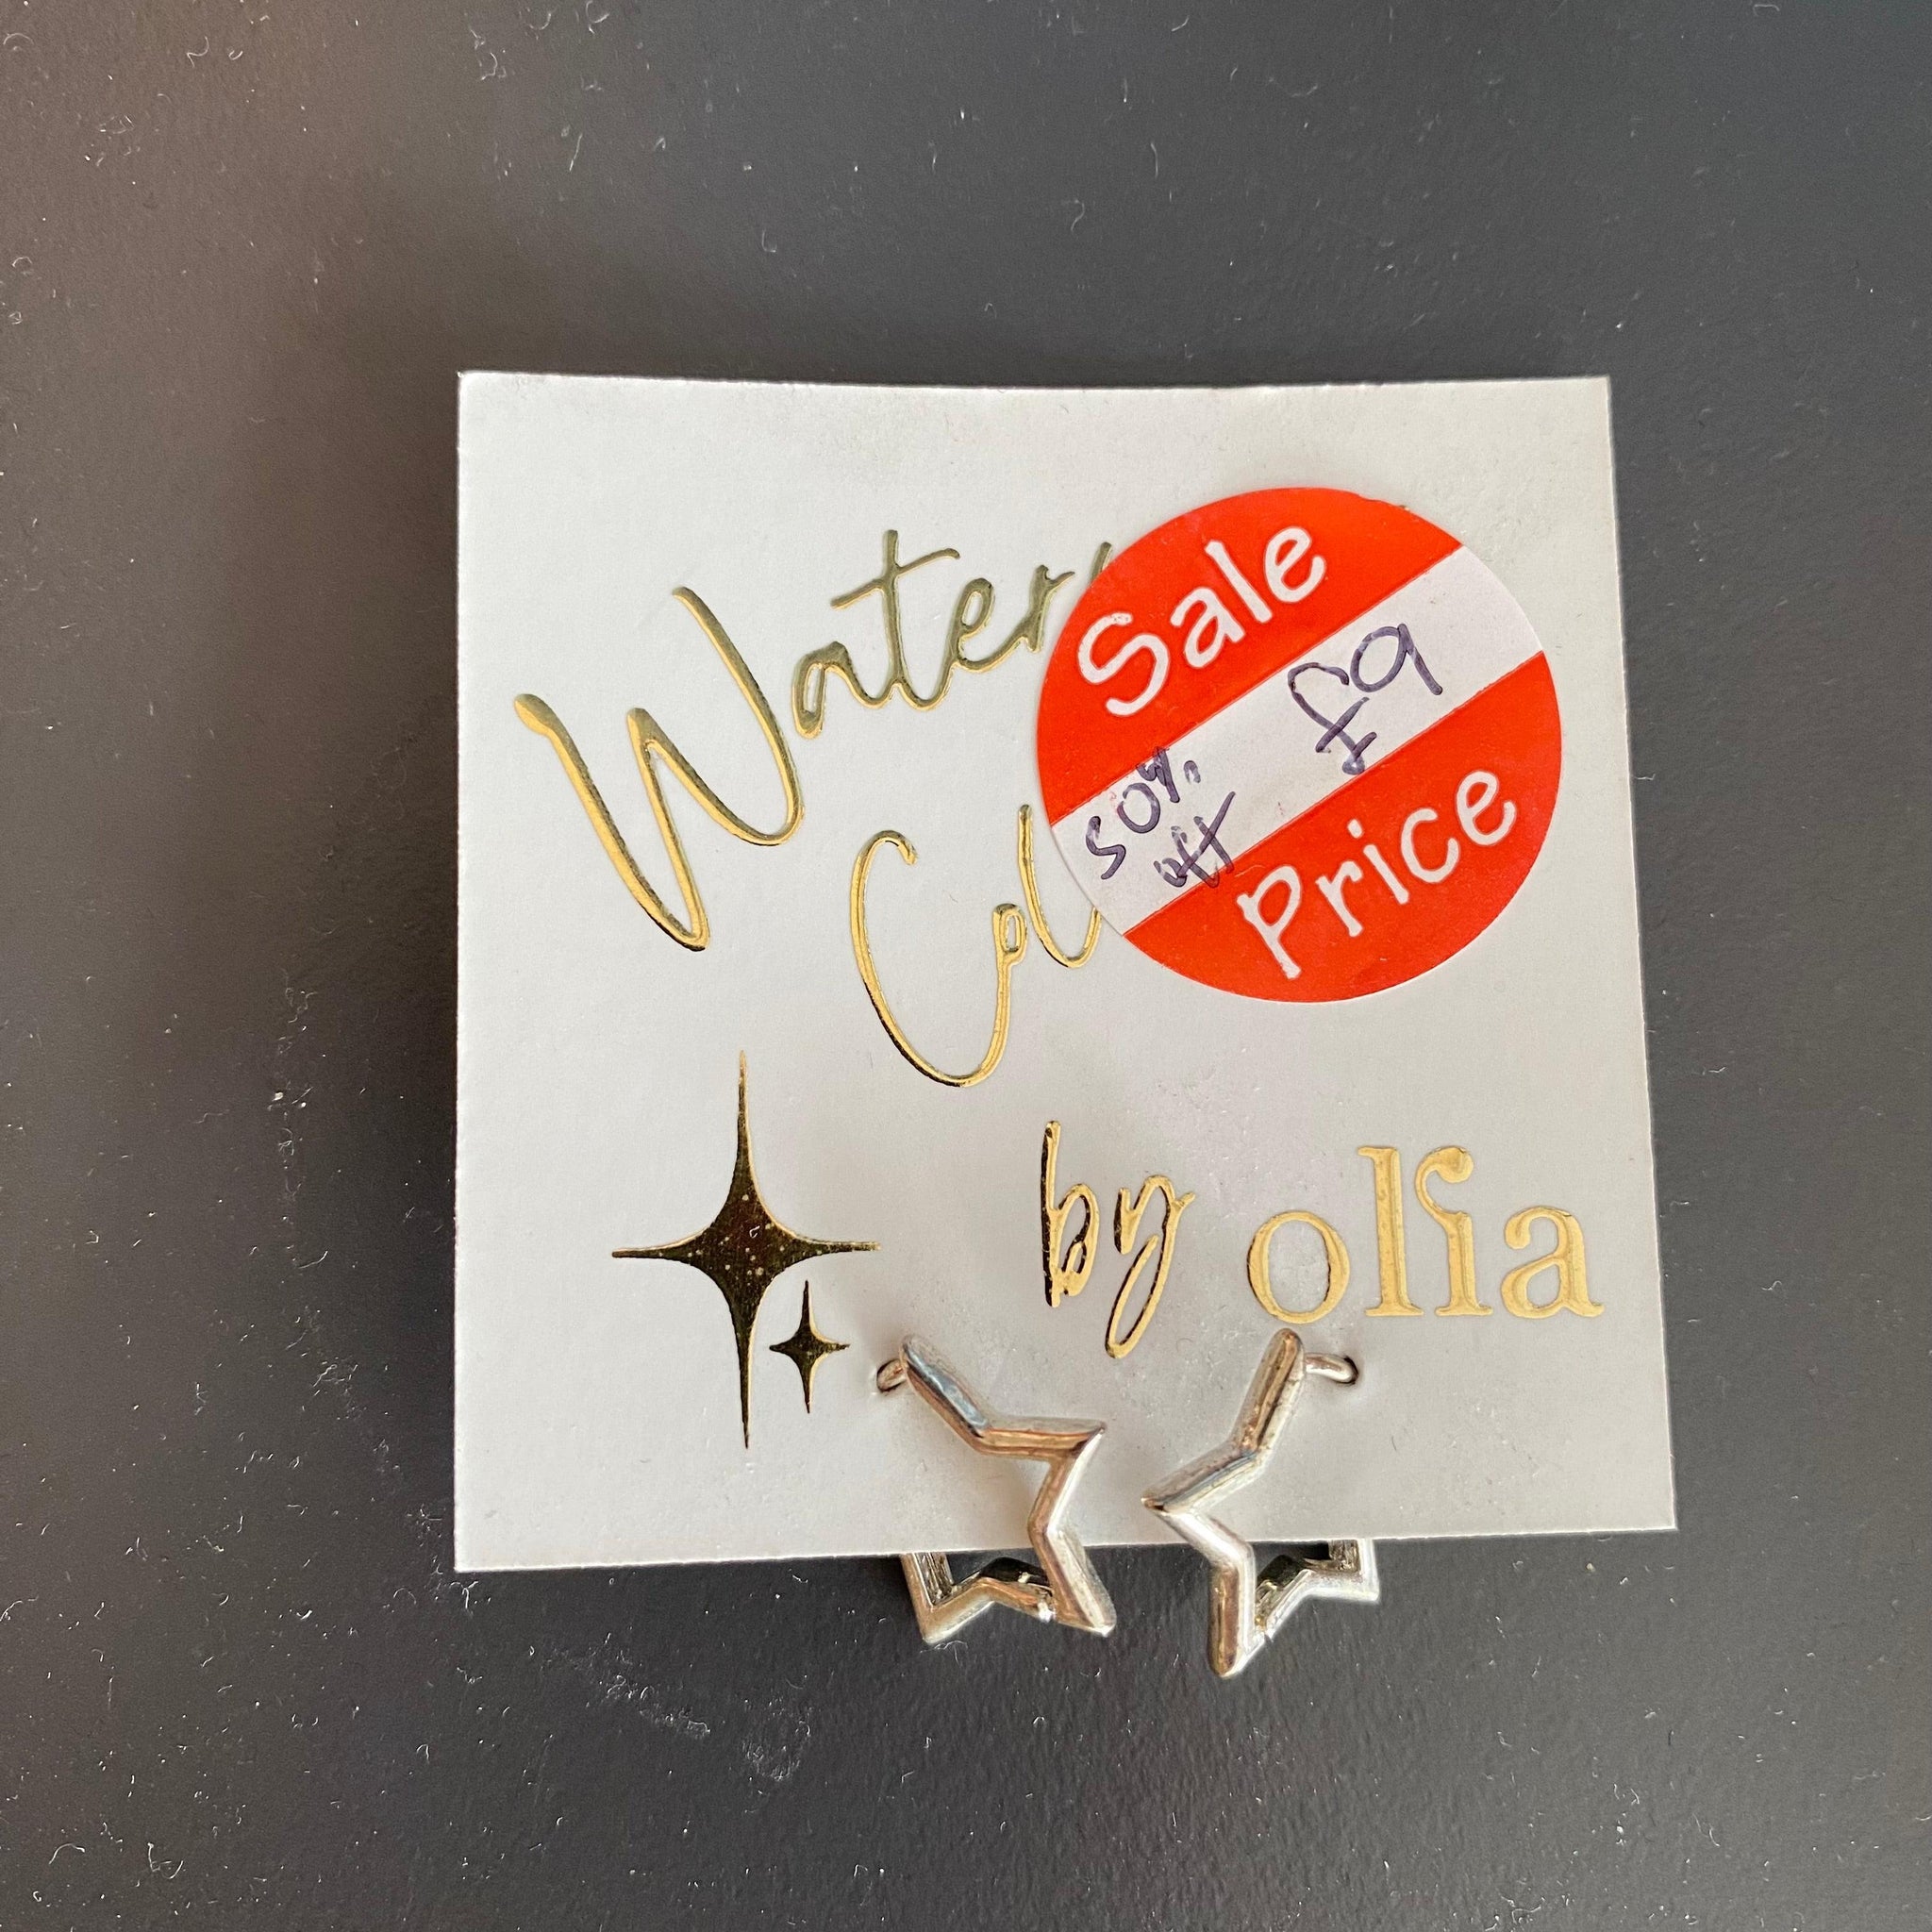 Water
Col
by olia
Sale
£9
50%
off
Price